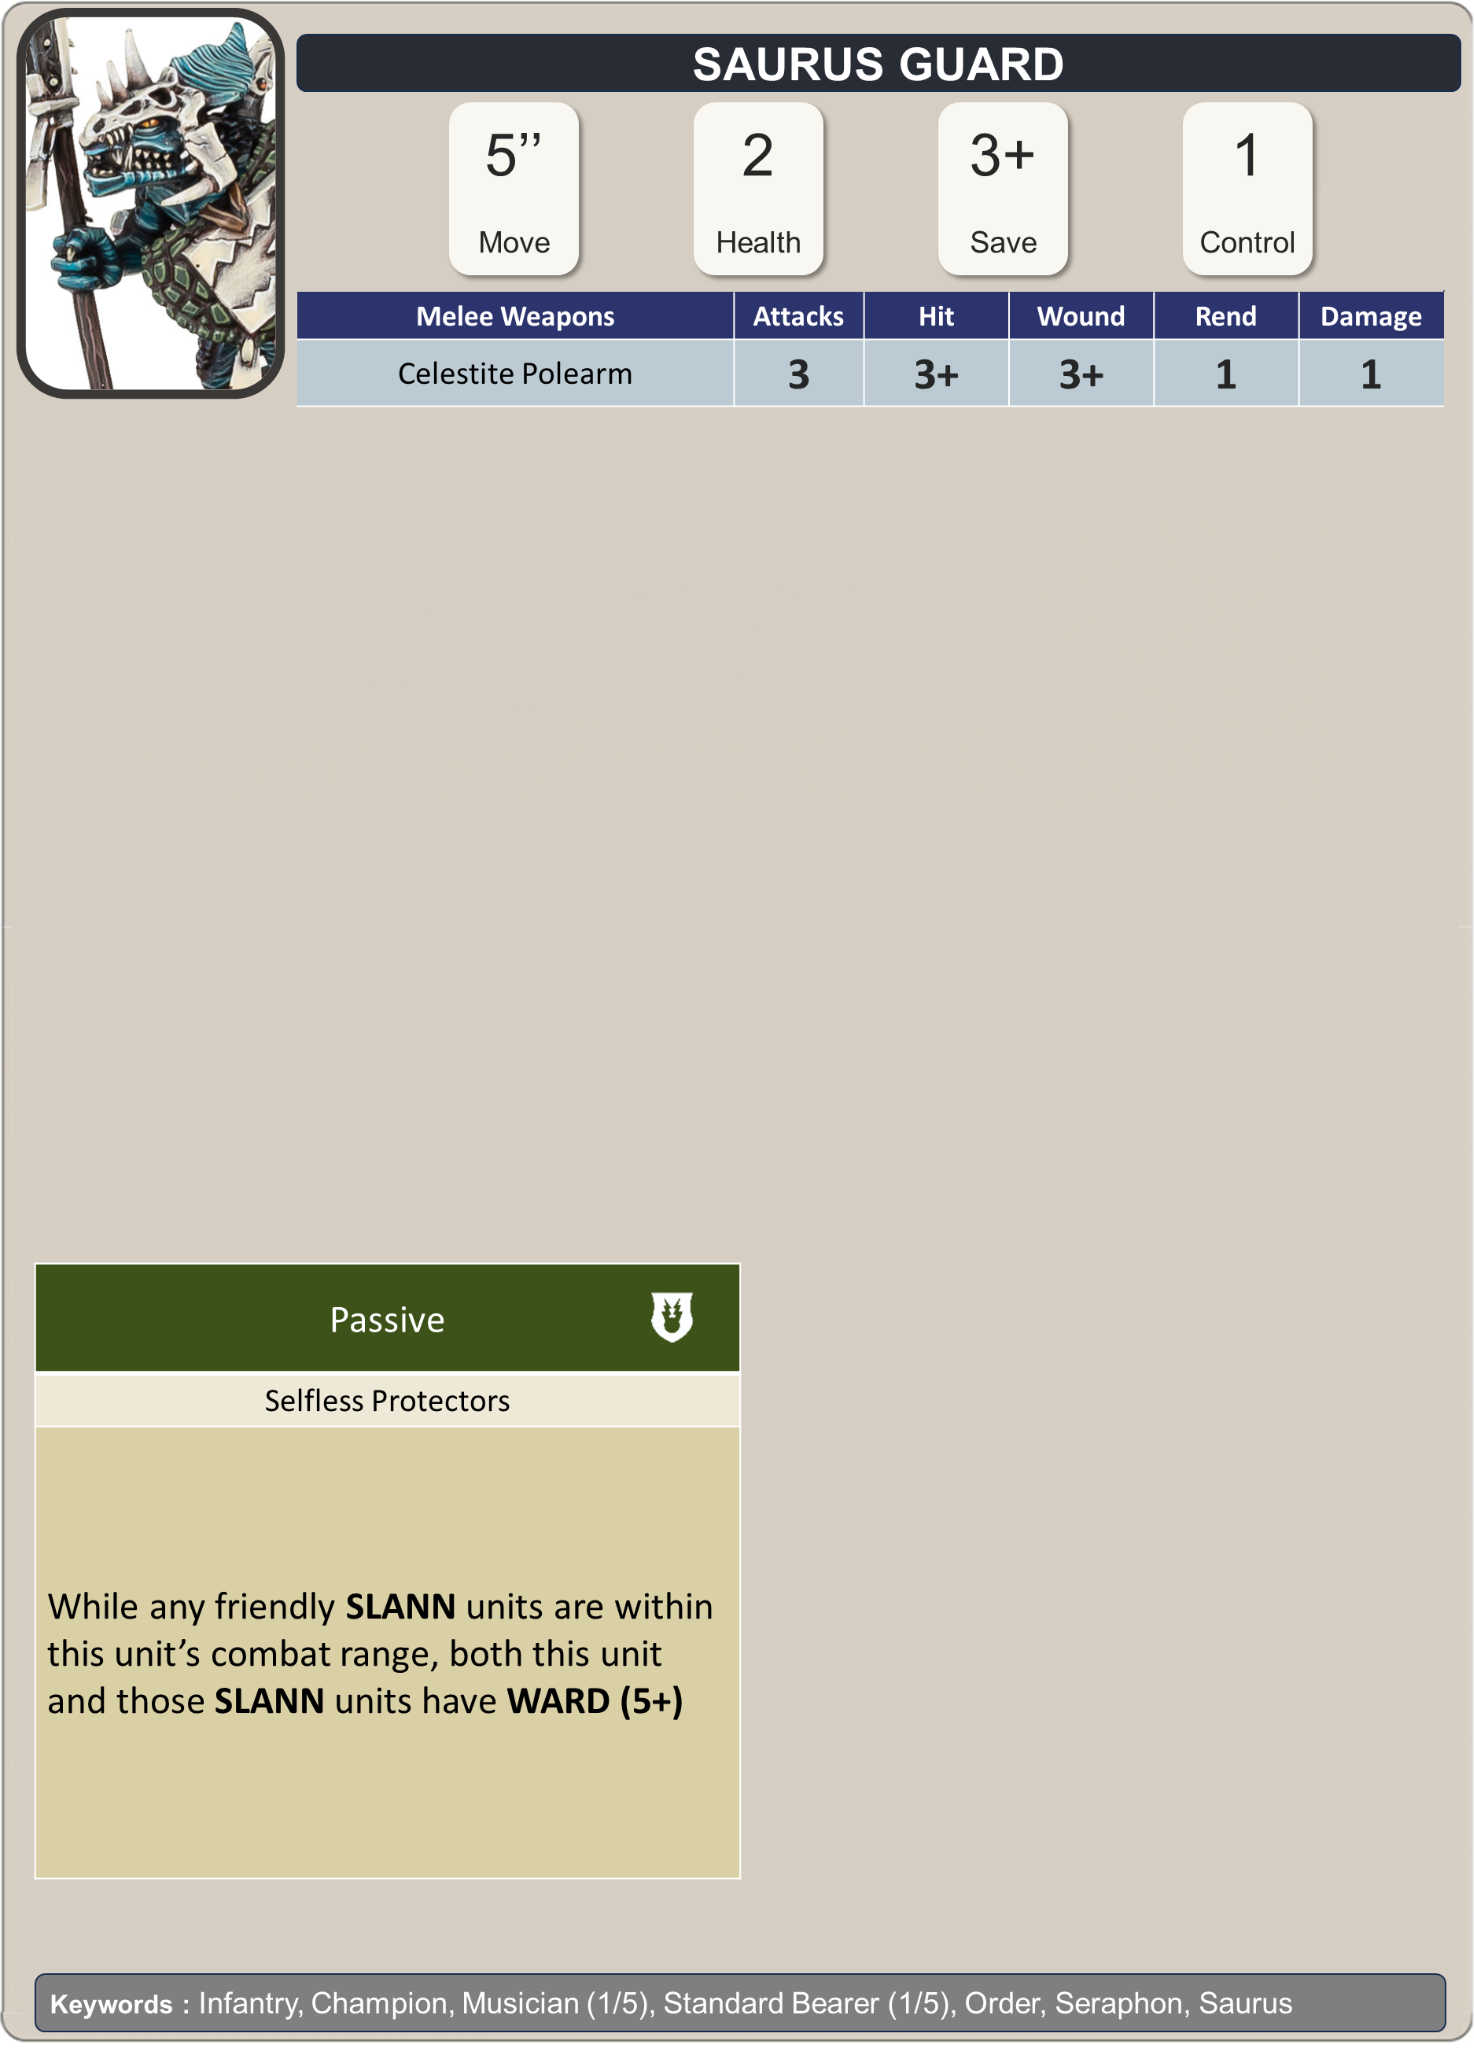 SAURUS GUARD
5’’ 2 3+ 1
Move Health Save Control
Melee Weapons Attacks Hit Wound Rend Damage
Celestite Polearm 3 3+ 3+ 1 1
Passive
Selfless Protectors
While any friendly SLANN units are within
this unit’s combat range, both this unit
and those SLANN units have WARD (5+)
Keywords : Infantry, Champion, Musician (1/5), Standard Bearer (1/5), Order, Seraphon, Saurus